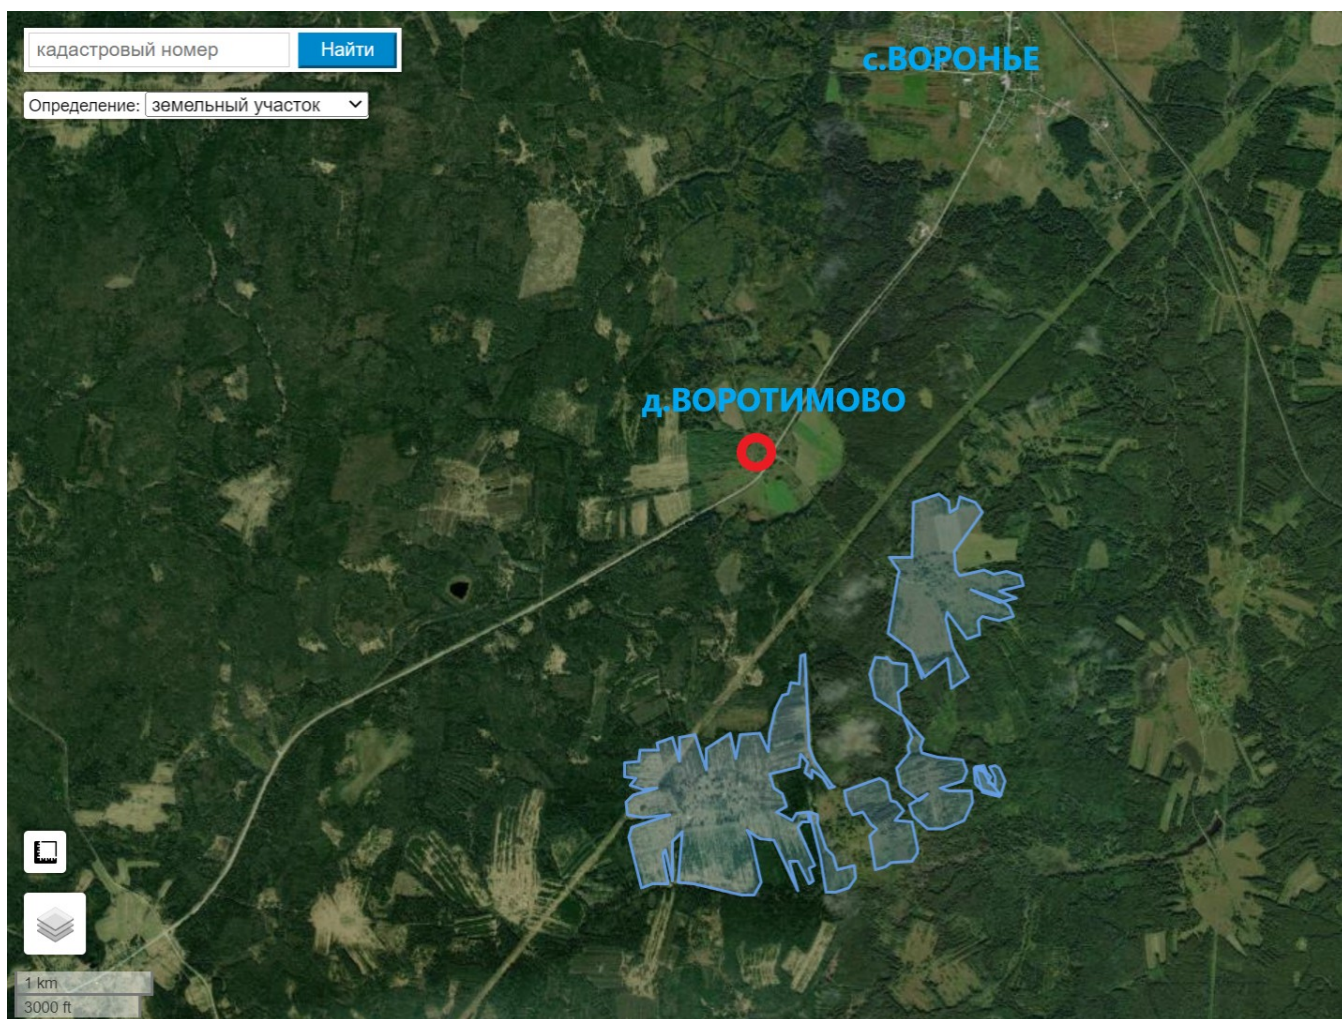 кадастровый номер
Найти
Определение: земельный участок
с.ВОРОНЬЕ
д.ВОРОТИМОВО
1 km
3000 ft